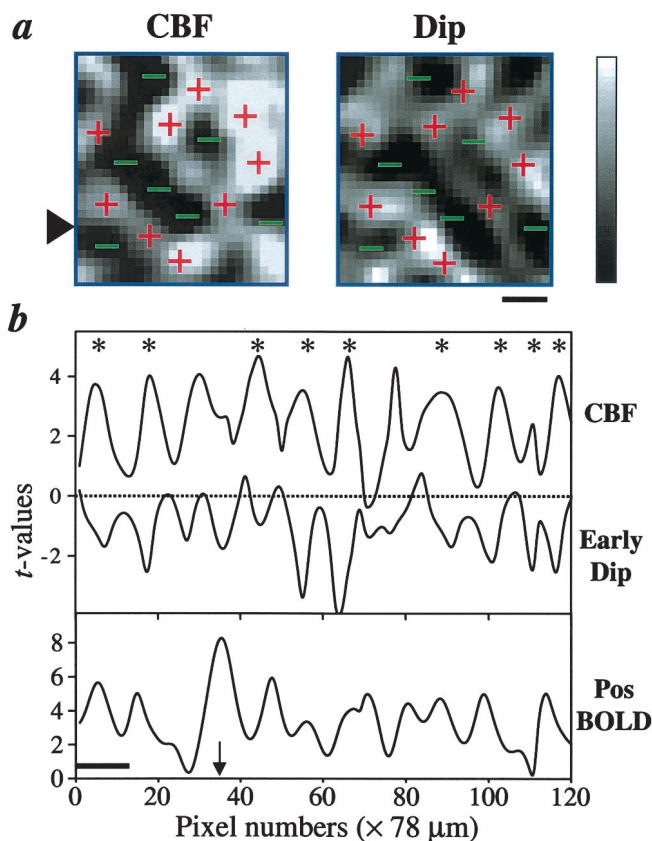 a
CBF
Dip
b
* * * * * * * * *
4
2
0
-2
t-values
CBF
Early
Dip
8
6
4
2
0
Pos
BOLD
0 20 40 60 80 100 120
Pixel numbers (× 78 μm)